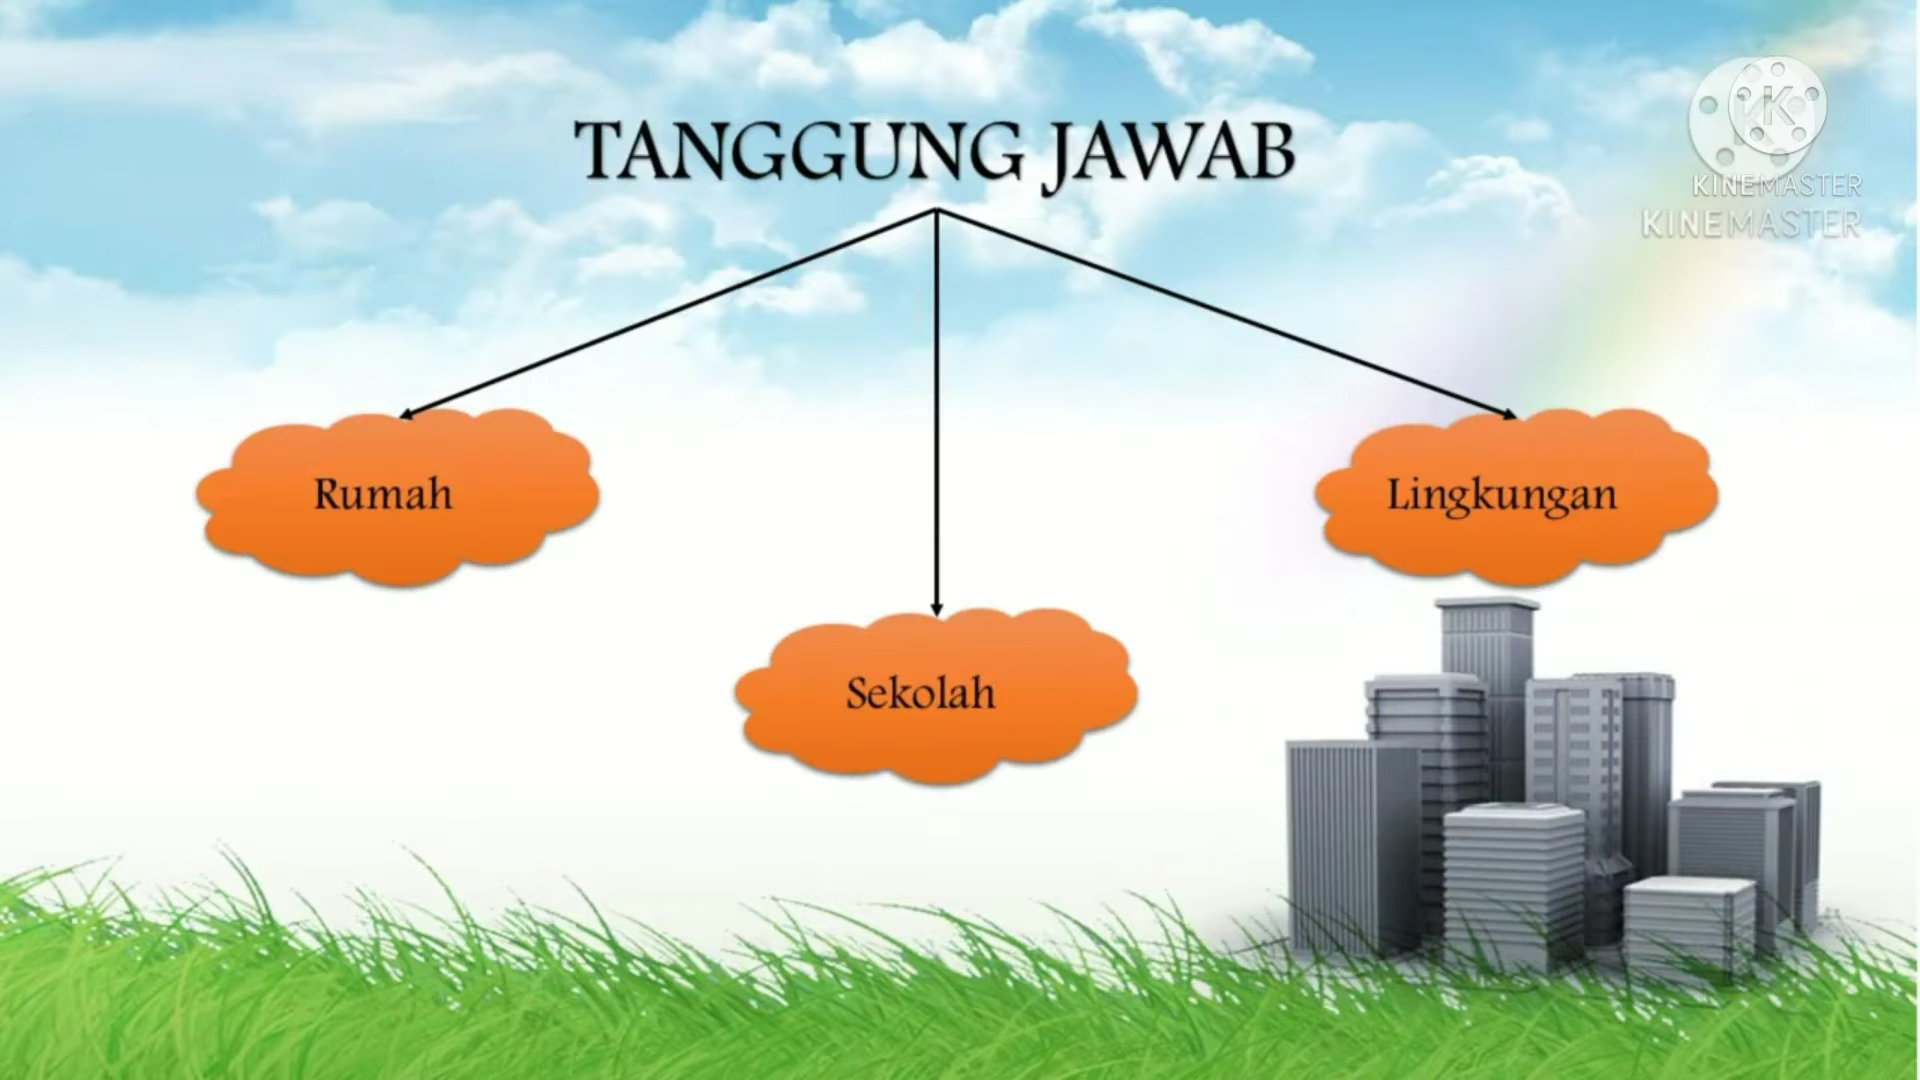 TANGGUNG JAWAB
K
KINEMASTER
KINEMASTER
Rumah
Lingkungan
Sekolah